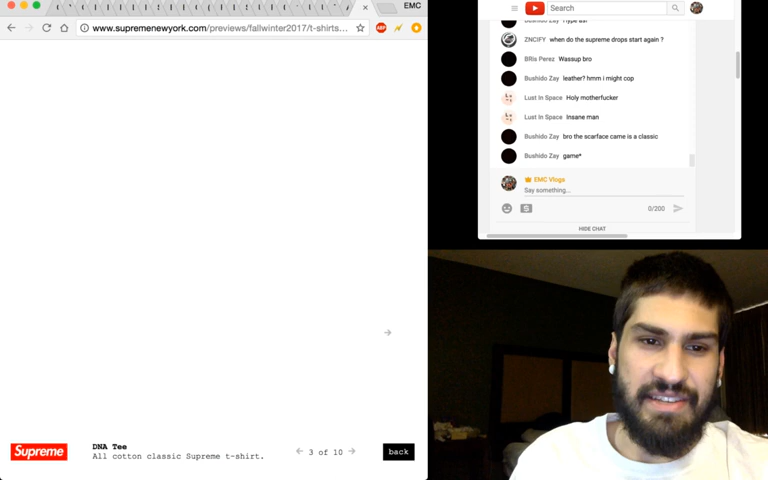 EMC
www.supremenewyork.com/previews/fallwinter2017/t-shirts...
ABP
Search
ZNCIFY when do the supreme drops start again ?
BRis Perez Wassup bro
Bushido Zay leather? hmm i might cop
Lust In Space Holy motherfucker
Lust In Space Insane man
Bushido Zay bro the scarface came is a classic
Bushido Zay game*
EMC Vlogs
Say something...
0/200
HIDE CHAT
Supreme
DNA Tee
All cotton classic Supreme t-shirt.
3 of 10
back